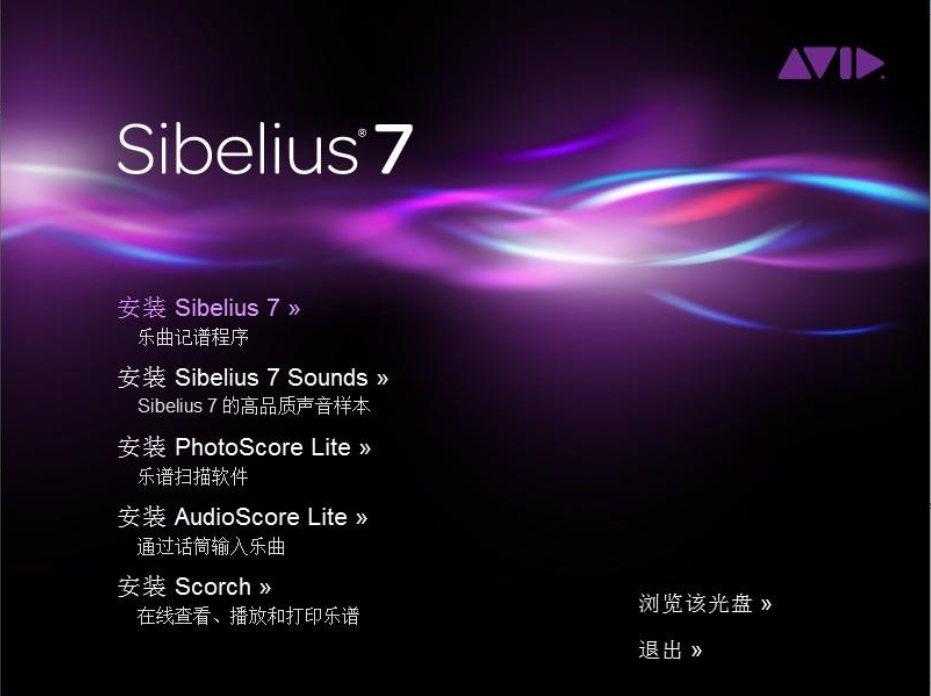 AVID
Sibelius® 7
安装 Sibelius 7 »
乐曲记谱程序
安装 Sibelius 7 Sounds »
Sibelius 7 的高品质声音样本
安装 PhotoScore Lite »
乐谱扫描软件
安装 AudioScore Lite »
通过话筒输入乐曲
安装 Scorch »
在线查看、播放和打印乐谱
浏览该光盘 »
退出 »